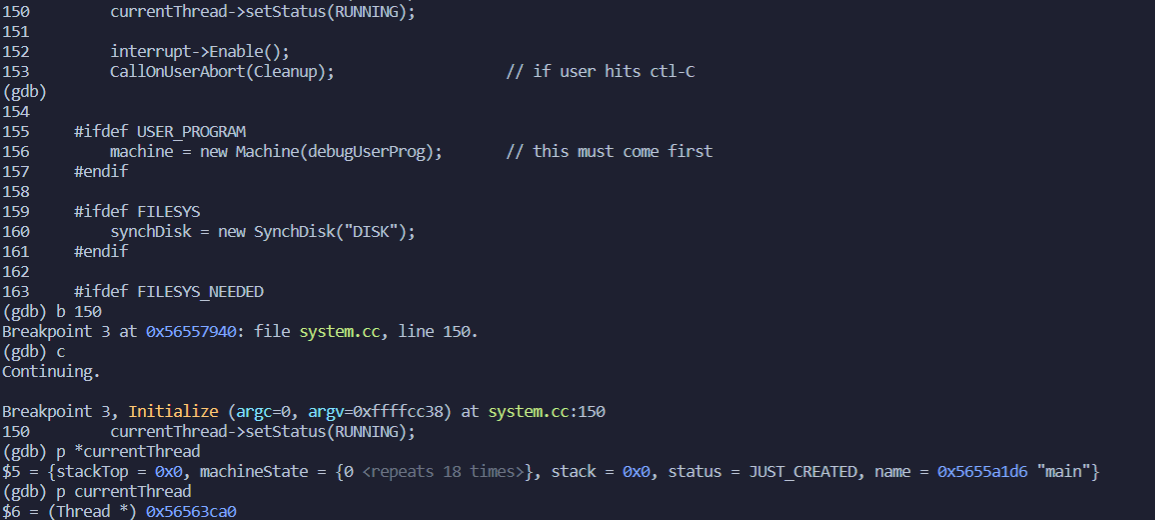 150         currentThread->setStatus(RUNNING);
151
152         interrupt->Enable();
153         CallOnUserAbort(Cleanup);                   // if user hits ctl-C
(gdb)
154
155     #ifdef USER_PROGRAM
156         machine = new Machine(debugUserProg);       // this must come first
157     #endif
158
159     #ifdef FILESYS
160         synchDisk = new SynchDisk("DISK");
161     #endif
162
163     #ifdef FILESYS_NEEDED
(gdb) b 150
Breakpoint 3 at 0x56557940: file system.cc, line 150.
(gdb) c
Continuing.

Breakpoint 3, Initialize (argc=0, argv=0xffffcc38) at system.cc:150
150         currentThread->setStatus(RUNNING);
(gdb) p *currentThread
$5 = {stackTop = 0x0, machineState = {0 <repeats 18 times>}, stack = 0x0, status = JUST_CREATED, name = 0x5655a1d6 "main"}
(gdb) p currentThread
$6 = (Thread *) 0x56563ca0